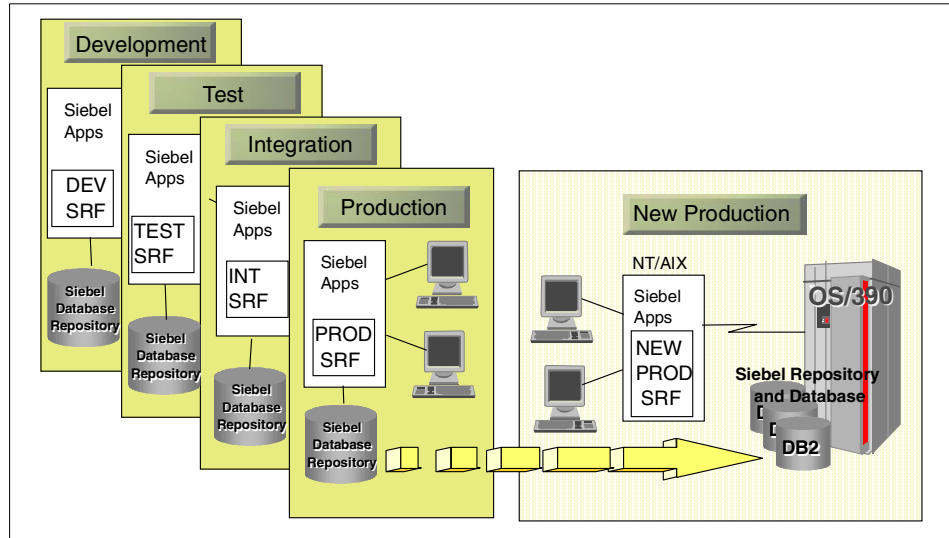 Development
Siebel
Apps
DEV
SRF
Siebel
Database
Repository
Test
Siebel
Apps
TEST
SRF
Siebel
Database
Repository
Integration
Siebel
Apps
INT
SRF
Siebel
Database
Repository
Production
Siebel
Apps
PROD
SRF
Siebel
Database
Repository
New Production
NT/AIX
Siebel
Apps
NEW
PROD
SRF
OS/390
Siebel Repository
and Database
D
D
DB2